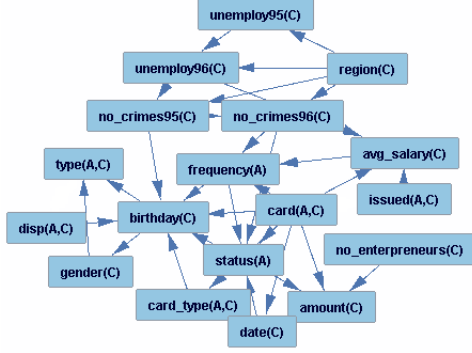 unemploy95(C)
unemploy96(C)
region(C)
no_crimes95(C)
no_crimes96(C)
type(A,C)
frequency(A)
avg_salary(C)
issued(A,C)
disp(A,C)
birthday(C)
card(A,C)
no_enterpreneurs(C)
gender(C)
status(A)
card_type(A,C)
amount(C)
date(C)